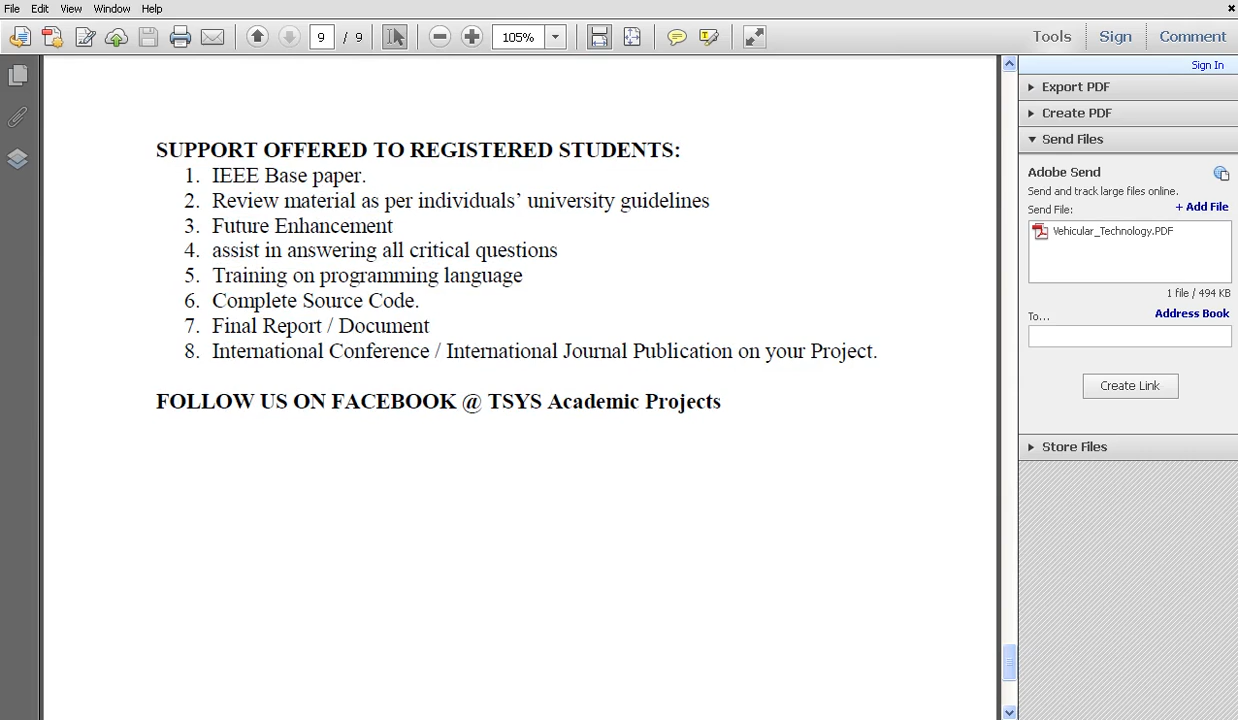 File Edit View Window Help
9 / 9 105% Tools Sign Comment
Sign In
Export PDF
Create PDF
Send Files
Adobe Send
Send and track large files online.
+ Add File
Send File:
Vehicular_Technology.PDF
1 file / 494 KB
Address Book
To...
Create Link
Store Files
SUPPORT OFFERED TO REGISTERED STUDENTS:
1. IEEE Base paper.
2. Review material as per individuals’ university guidelines
3. Future Enhancement
4. assist in answering all critical questions
5. Training on programming language
6. Complete Source Code.
7. Final Report / Document
8. International Conference / International Journal Publication on your Project.
FOLLOW US ON FACEBOOK @ TSYS Academic Projects